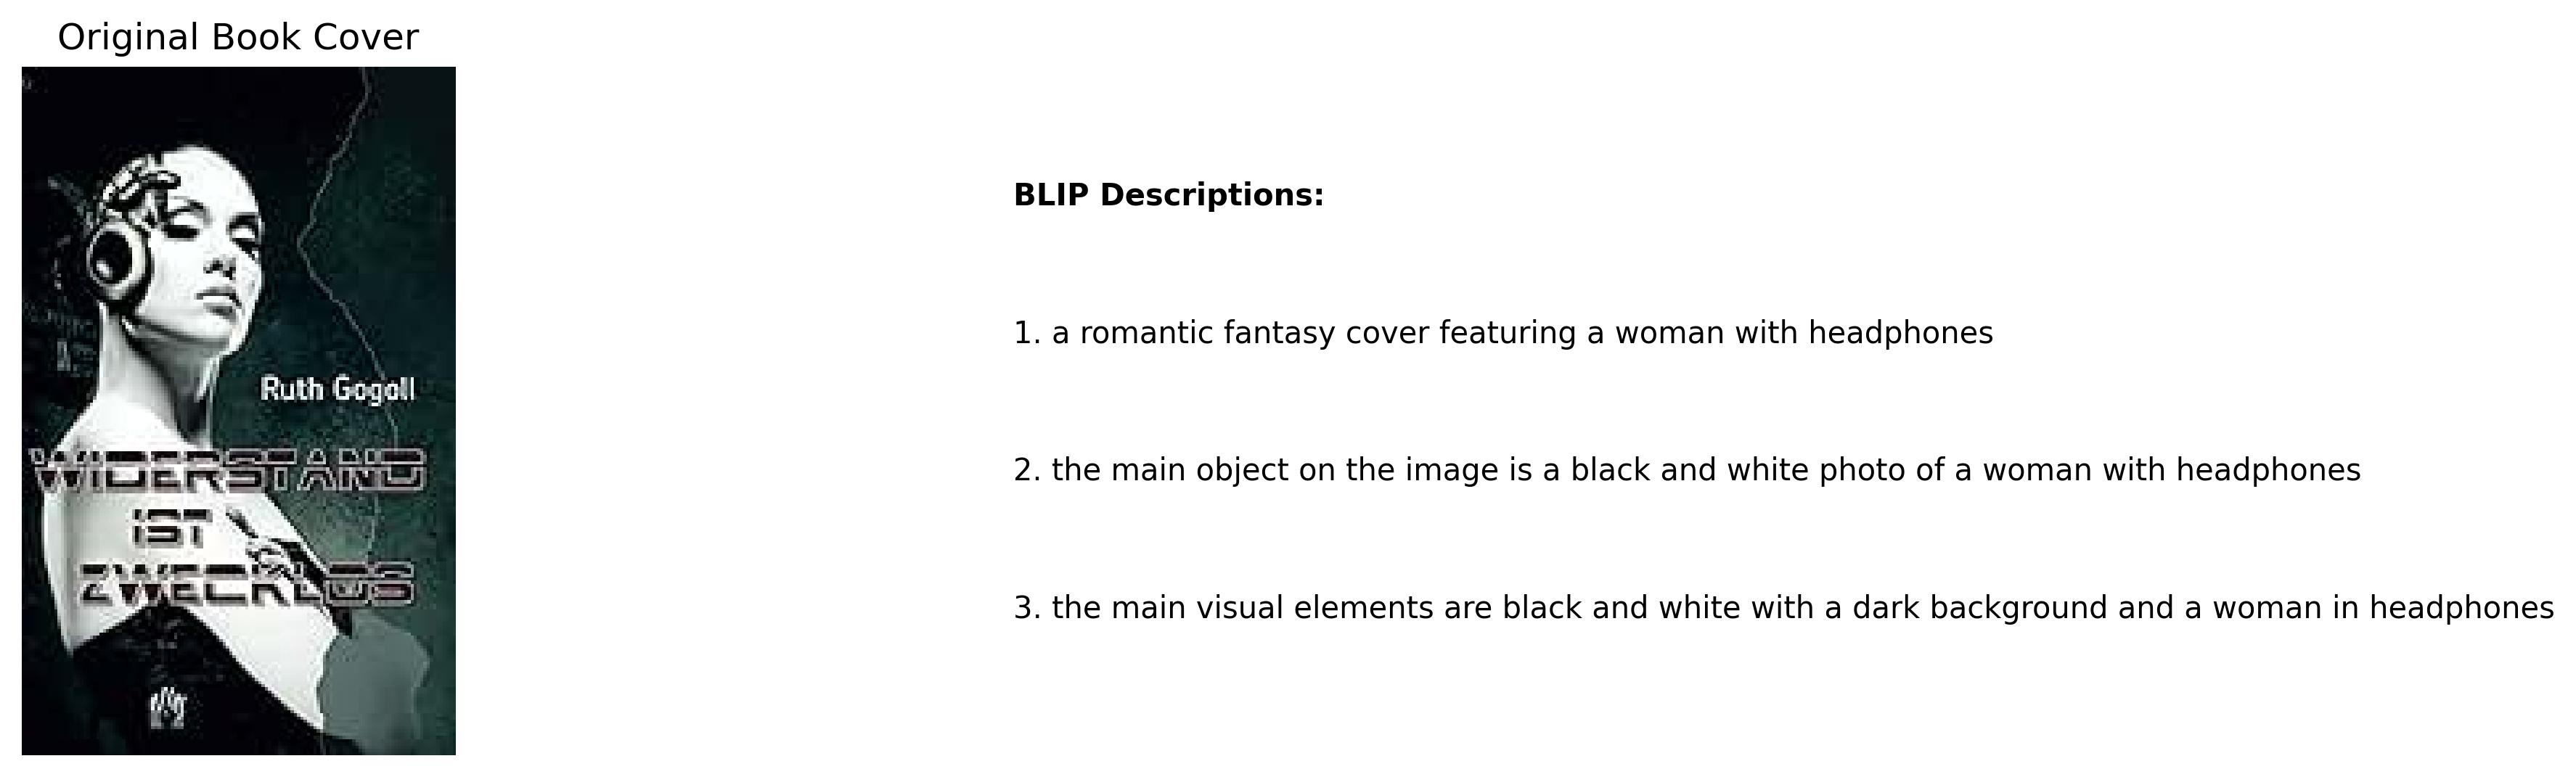 Original Book Cover
Ruth Gogoll
WIDERSTAND
IST
ZWECKLOS
BLIP Descriptions:
1. a romantic fantasy cover featuring a woman with headphones
2. the main object on the image is a black and white photo of a woman with headphones
3. the main visual elements are black and white with a dark background and a woman in headphones